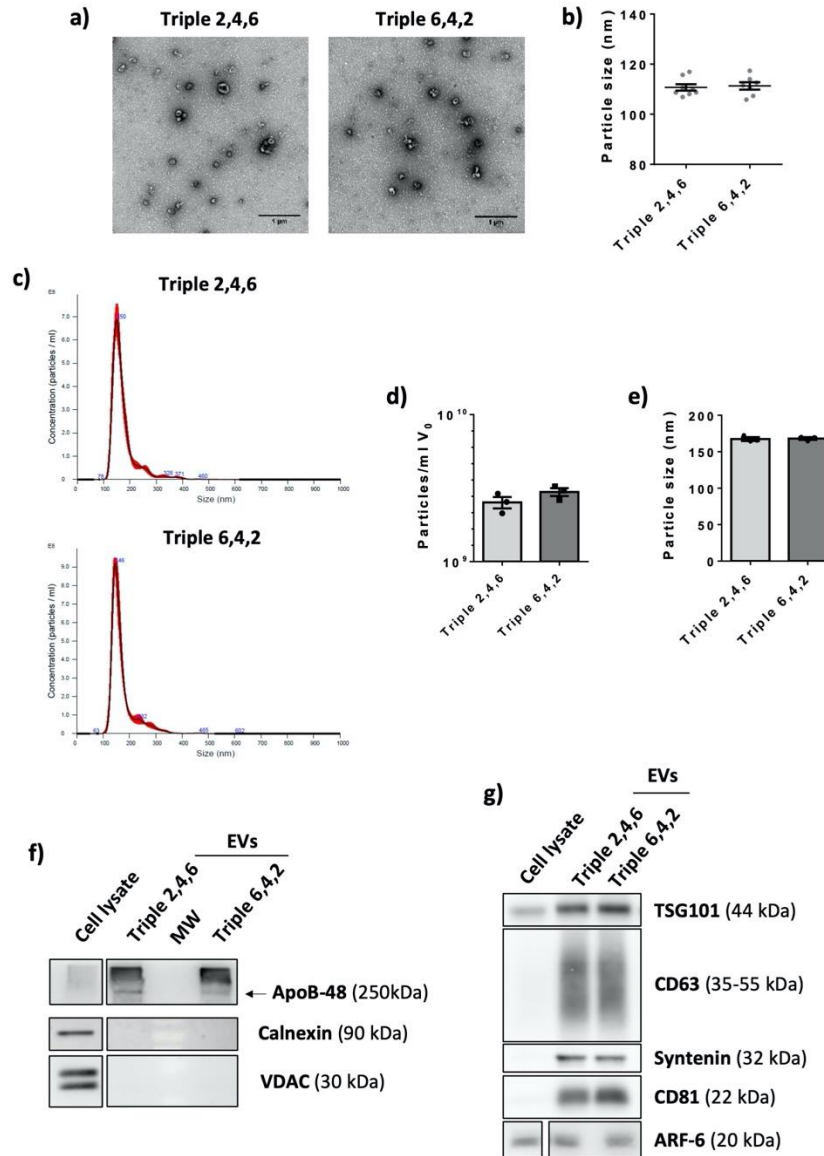 a)
Triple 2,4,6
Triple 6,4,2
1 µm
1 µm
b)
Particle size (nm)
140
120
100
80
Triple 2,4,6
Triple 6,4,2
c)
Triple 2,4,6
E8
Concentration (particles / ml)
7.0
6.0
5.0
4.0
3.0
2.0
1.0
0
0
100
200
300
400
500
600
700
800
900
1000
Size (nm)
371
460
Triple 6,4,2
E8
Concentration (particles / ml)
9.0
8.0
7.0
6.0
5.0
4.0
3.0
2.0
1.0
0
0
100
200
300
400
500
600
700
800
900
1000
Size (nm)
d)
Particles/ml V0
10^10
10^9
Triple 2,4,6
Triple 6,4,2
e)
Particle size (nm)
200
150
100
50
0
Triple 2,4,6
Triple 6,4,2
f)
EVs
Cell lysate
Triple 2,4,6
MW
Triple 6,4,2
ApoB-48 (250kDa)
Calnexin (90 kDa)
VDAC (30 kDa)
g)
EVs
Cell lysate
Triple 2,4,6
Triple 6,4,2
TSG101 (44 kDa)
CD63 (35-55 kDa)
Syntenin (32 kDa)
CD81 (22 kDa)
ARF-6 (20 kDa)